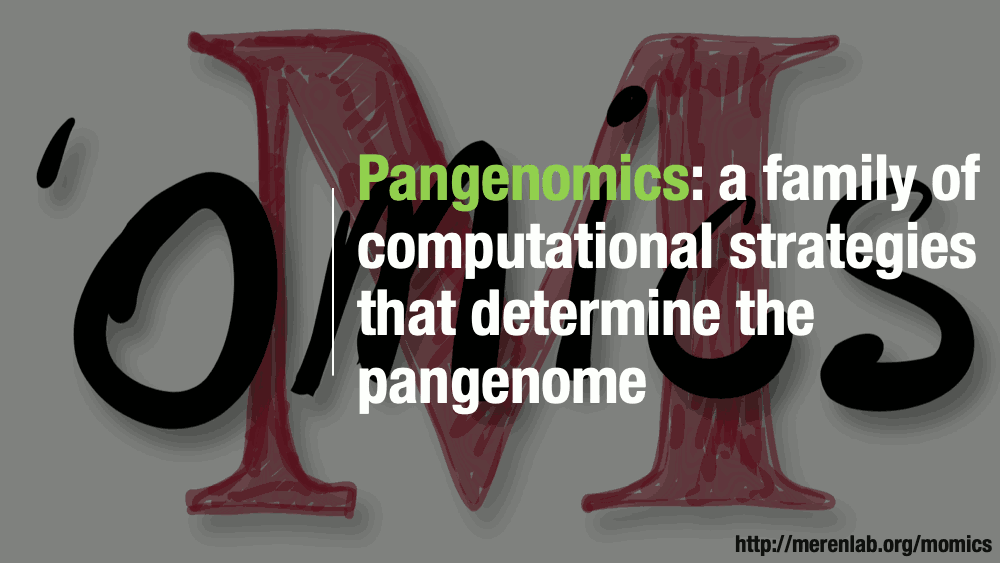 'omics
M
Pangenomics: a family of
computational strategies
that determine the
pangenome
http://merenlab.org/momics